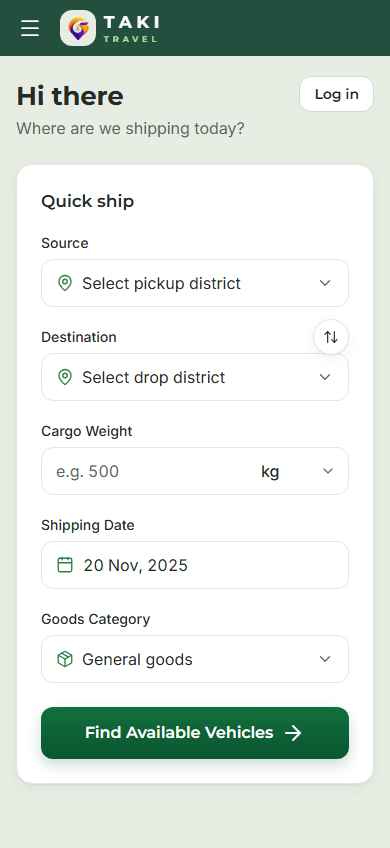 TAKI
TRAVEL
Hi there
Log in
Where are we shipping today?
Quick ship
Source
Select pickup district
Destination
Select drop district
Cargo Weight
e.g. 500 kg
Shipping Date
20 Nov, 2025
Goods Category
General goods
Find Available Vehicles